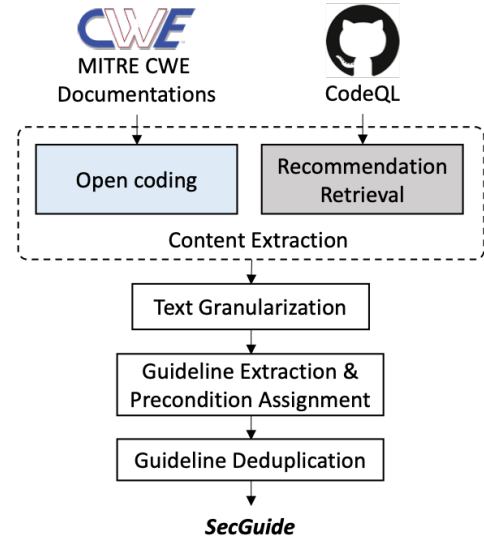 CWE
MITRE CWE
Documentations
CodeQL
Open coding
Recommendation
Retrieval
Content Extraction
Text Granularization
Guideline Extraction &
Precondition Assignment
Guideline Deduplication
SecGuide